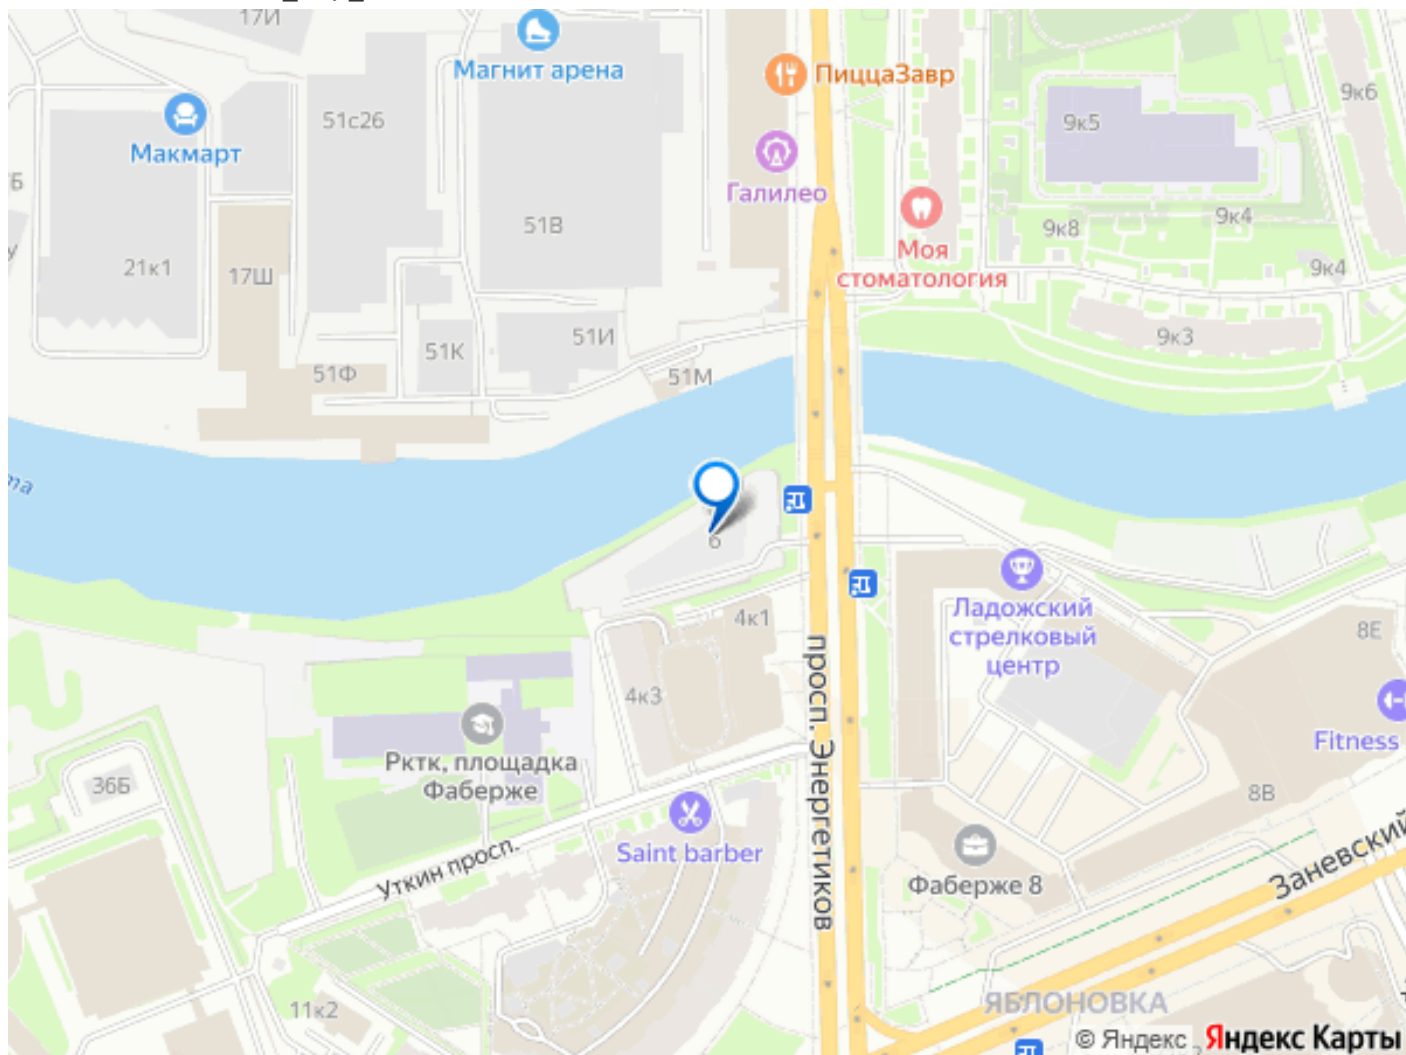 17И
Магнит арена
ПиццаЗавр
9к6
51с26
9к5
Макмарт
Галилео
51В
9к8
9к4
Моя
стоматология
21к1
17Ш
9к4
51И
9к3
51К
51Ф
51М
6
Ладожский
стрелковый
центр
4к1
8Е
4к3
просп. Энергетиков
Рктк, площадка
Фаберже
Fitness
36Б
8В
Saint barber
Уткин просп.
Фаберже 8
Заневский
11к2
ЯБЛОНОВКА
© Яндекс Яндекс Карты